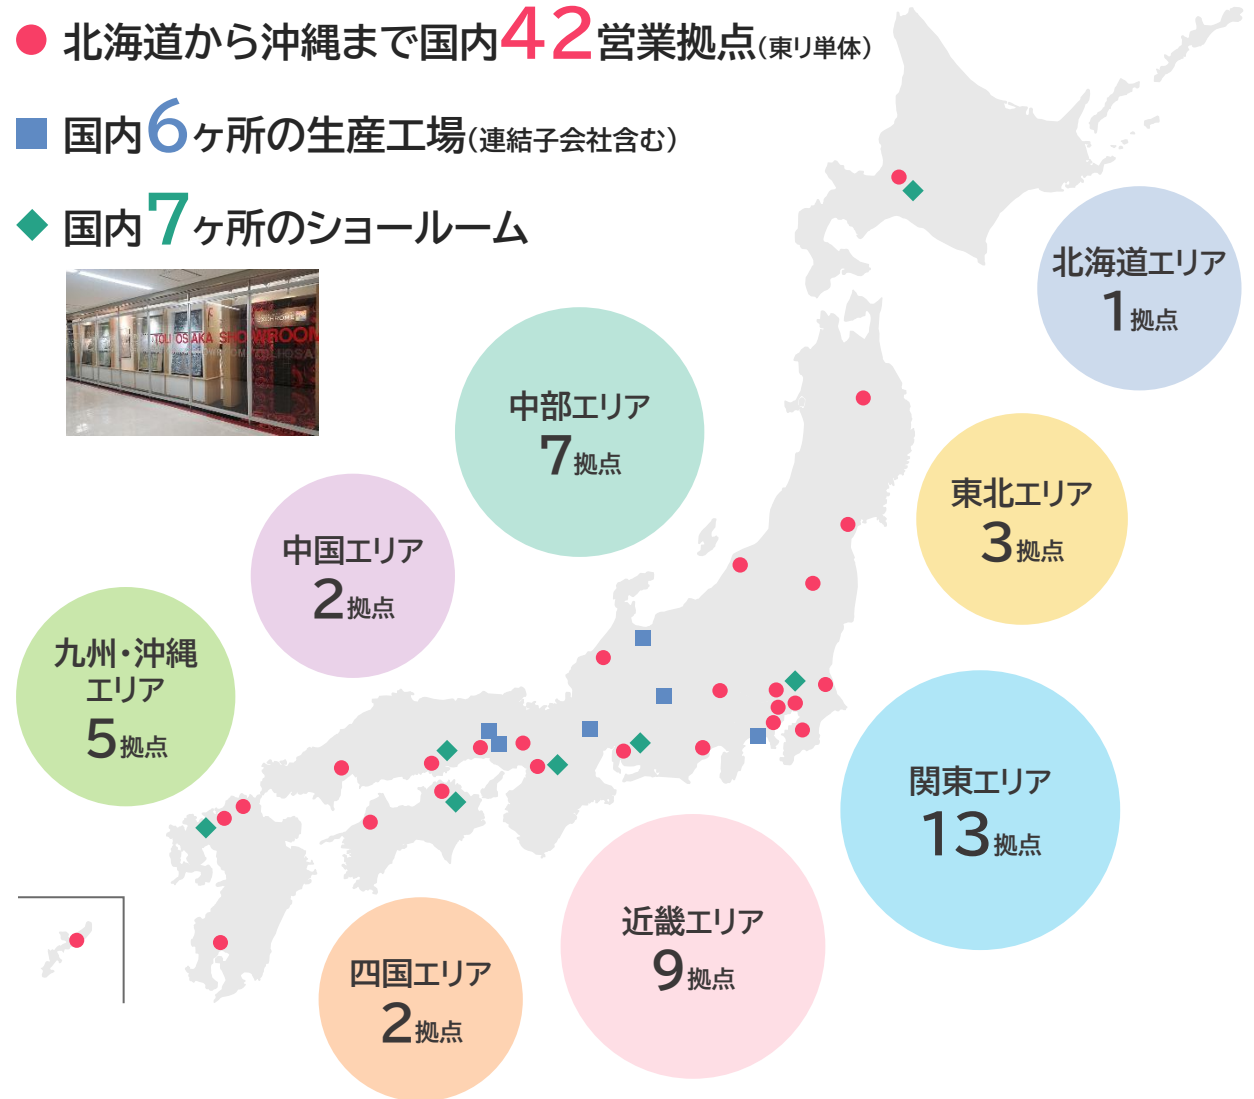 北海道から沖縄まで国内42営業拠点(東リ単体)
国内6ヶ所の生産工場(連結子会社含む)
国内7ヶ所のショールーム
TOLI OSAKA SHOWROOM
北海道エリア
1拠点
中部エリア
7拠点
東北エリア
3拠点
中国エリア
2拠点
九州・沖縄
エリア
5拠点
関東エリア
13拠点
近畿エリア
9拠点
四国エリア
2拠点